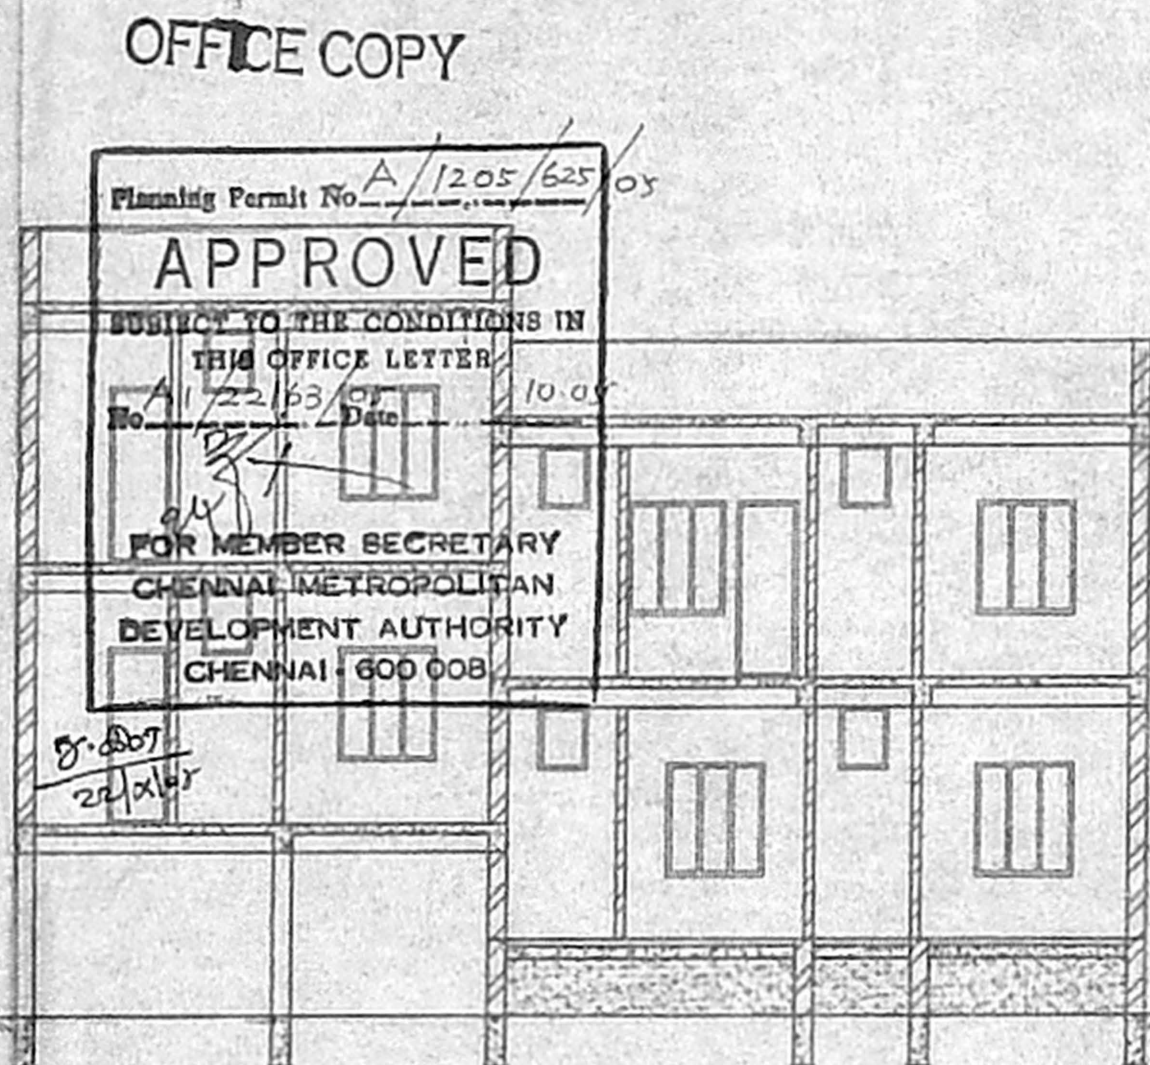 OFFICE COPY
Planning Permit No A/1205/625/05
APPROVED
SUBJECT TO THE CONDITIONS IN
THIS OFFICE LETTER
No A1/22163/05 Date 10.05
FOR MEMBER SECRETARY
CHENNAI METROPOLITAN
DEVELOPMENT AUTHORITY
CHENNAI - 600 008